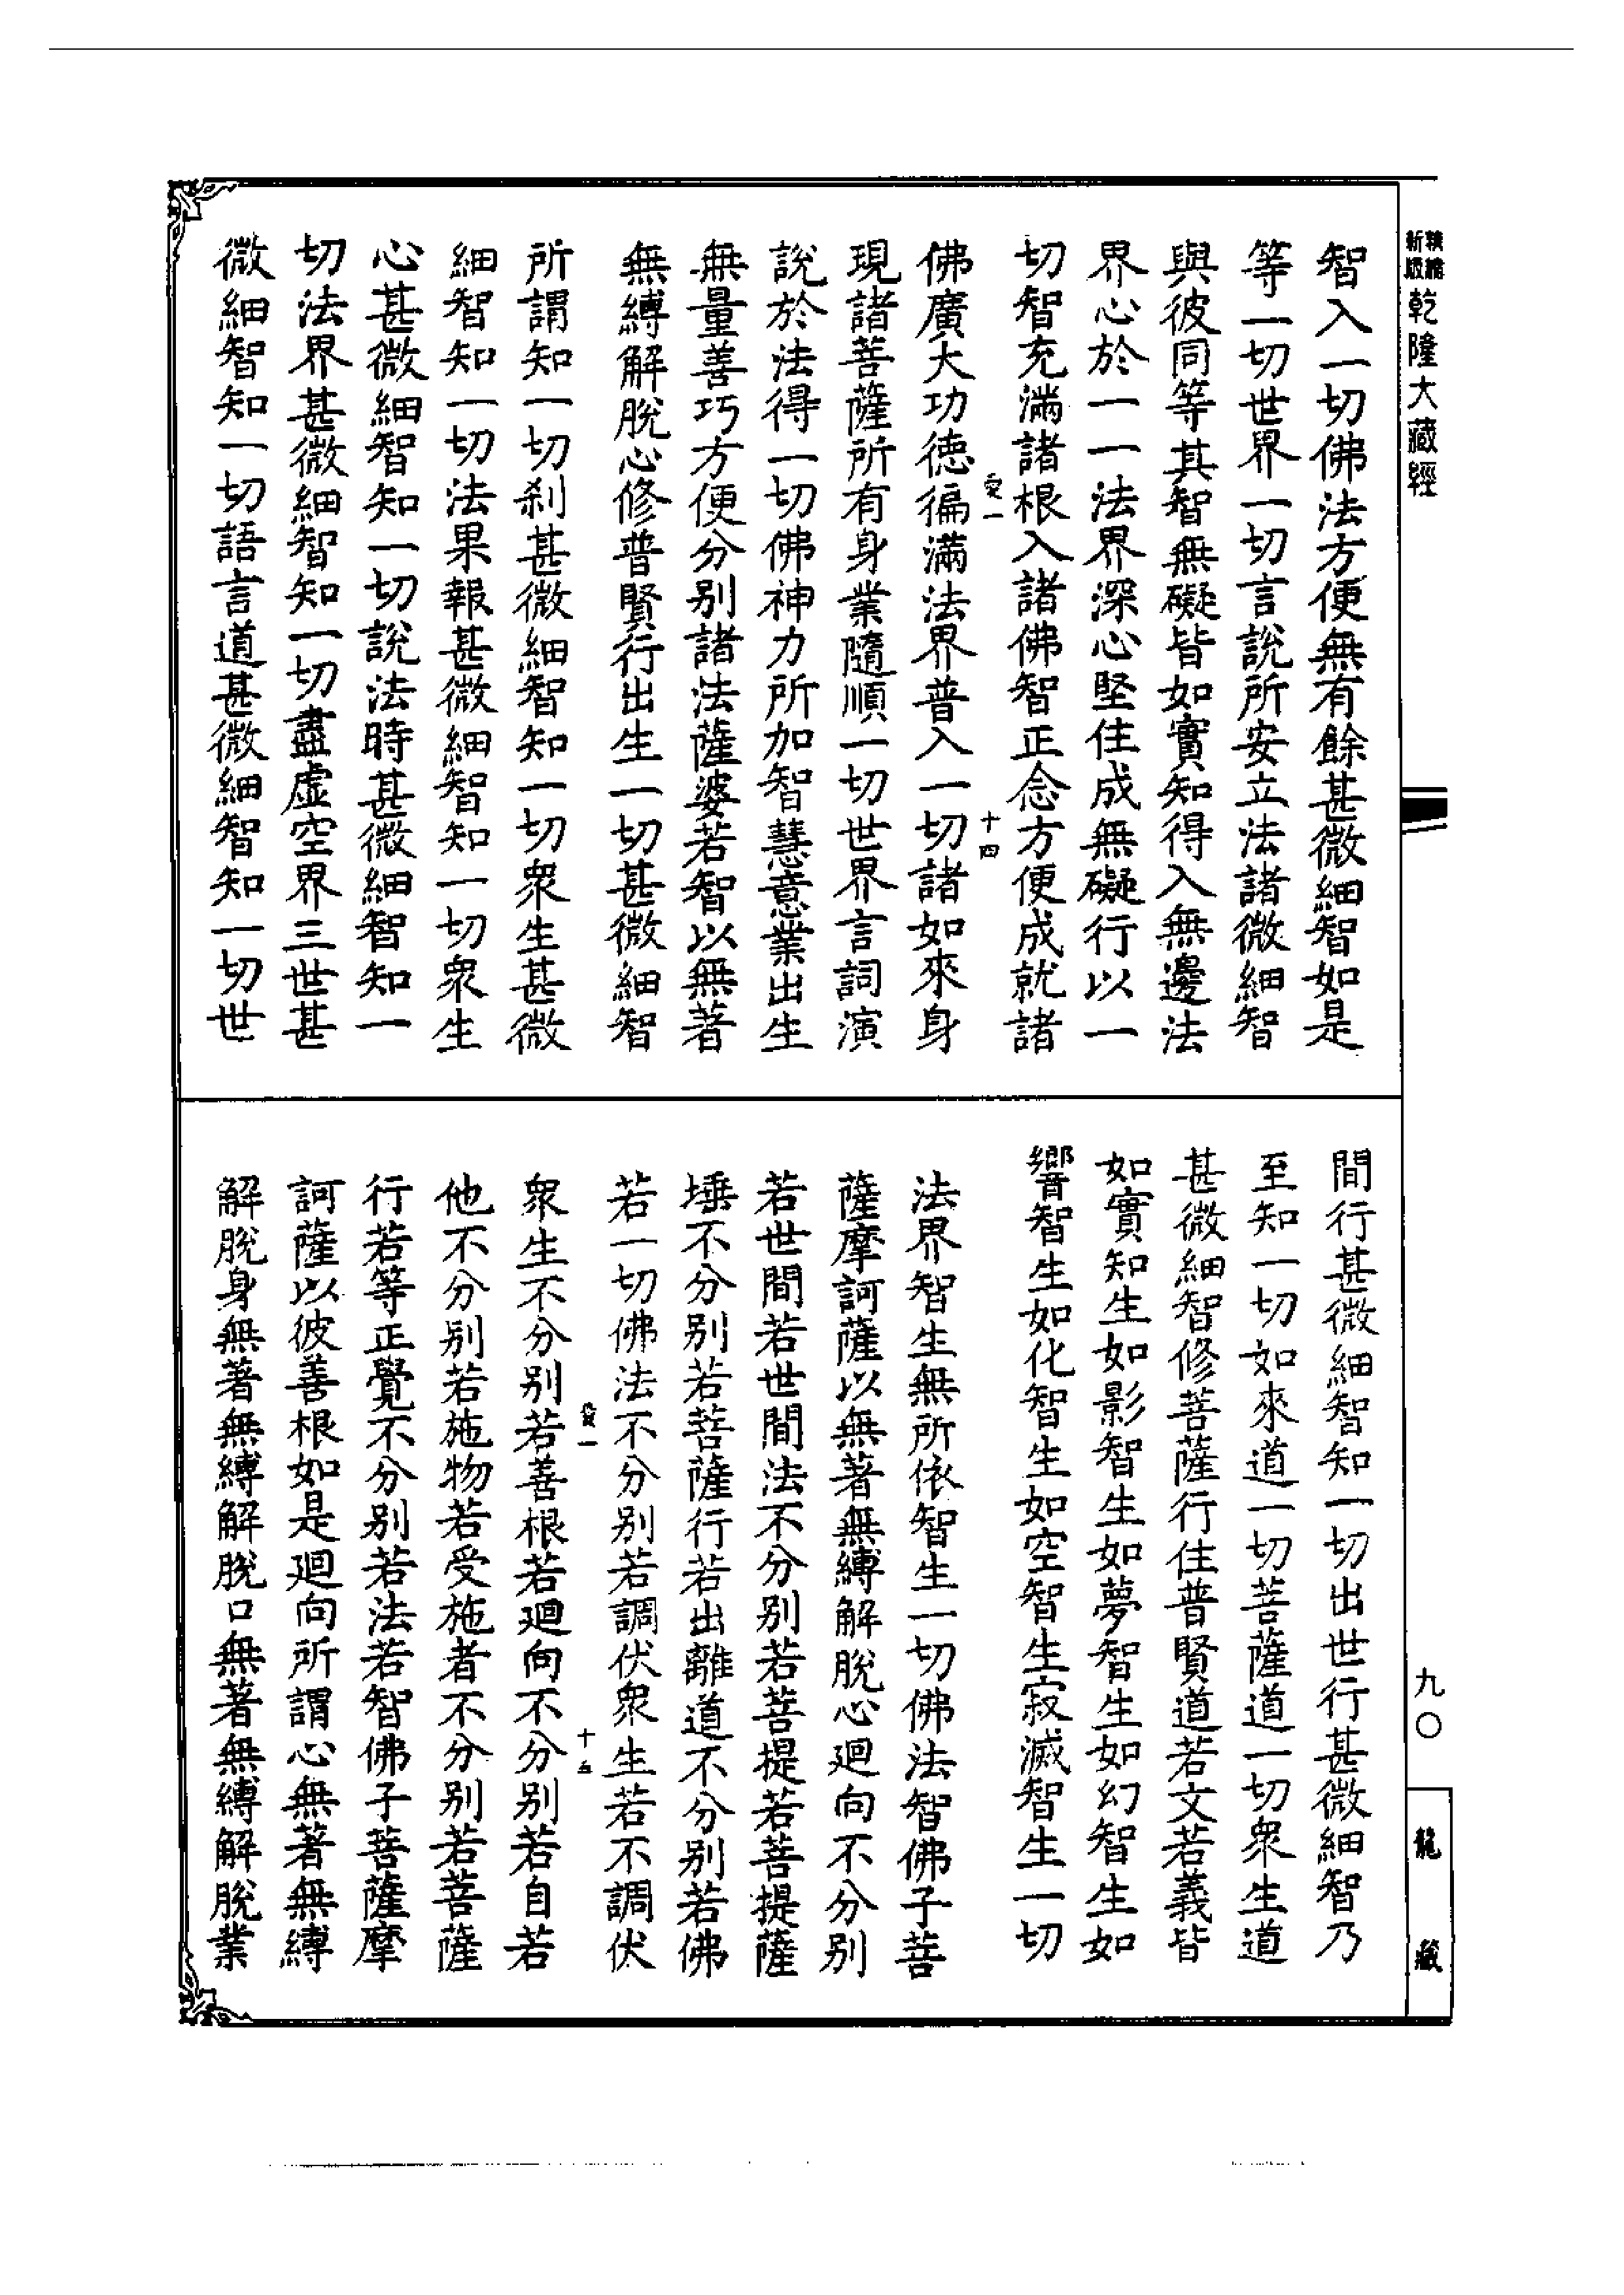 新精
版縮
乾隆大藏經
智入一切佛法方便無有餘甚微細智如是
等一切世界一切言說所安立法諸微細智
與彼同等其智無礙皆如實知得入無邊法
界心於一一法界深心堅住成無礙行以一
切智充滿諸根入諸佛智正念方便成就諸
佛廣大功德徧滿法界普入一切諸如來身
現諸菩薩所有身業隨順一切世界言詞演
說於法得一切佛神力所加智慧意業出生
無量善巧方便分別諸法薩婆若智以無著
無縛解脫心修普賢行出生一切甚微細智
所謂知一切剎甚微細智知一切眾生甚微
細智知一切法果報甚微細智知一切眾生
心甚微細智知一切說法時甚微細智知一
切法界甚微細智知一切盡虛空界三世甚
微細智知一切語言道甚微細智知一切世
十四
間行甚微細智知一切出世行甚微細智乃
至知一切如來道一切菩薩道一切眾生道
甚微細智修菩薩行住普賢道若文若義皆
如實知生如影智生如夢智生如幻智生如
響智生如化智生如空智生寂滅智生一切
法界智生無所依智生一切佛法智佛子菩
薩摩訶薩以無著無縛解脫心迴向不分別
若世間若世間法不分別若菩提若菩提薩
埵不分別若菩薩行若出離道不分別若佛
若一切佛法不分別若調伏眾生若不調伏
眾生不分別若善根若迴向不分別若自若
他不分別若施物若受施者不分別若菩薩
行若等正覺不分別若法若智佛子菩薩摩
訶薩以彼善根如是迴向所謂心無著無縛
解脫身無著無縛解脫口無著無縛解脫業
十五
九〇
龍藏